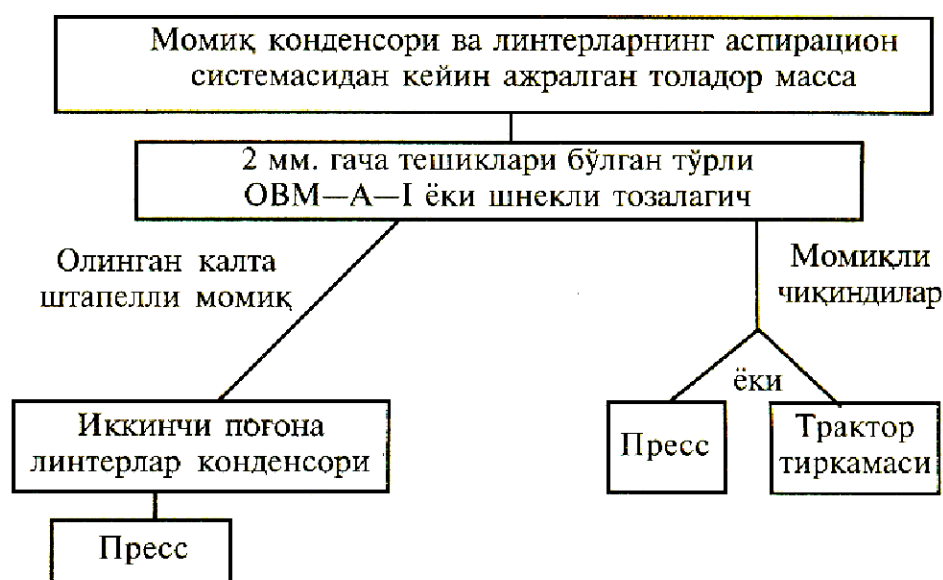 Момиқ конденсори ва линтерларнинг аспирацион
системасидан кейин ажралган толадор масса
2 мм. гача тешиклари бўлган тўрли
ОВМ—А—I ёки шнекли тозалагич
Олинган калта
штапелли момиқ
Момиқли
чиқиндилар
ёки
Иккинчи поғона
линтерлар конденсори
Пресс
Трактор
тиркамаси
Пресс